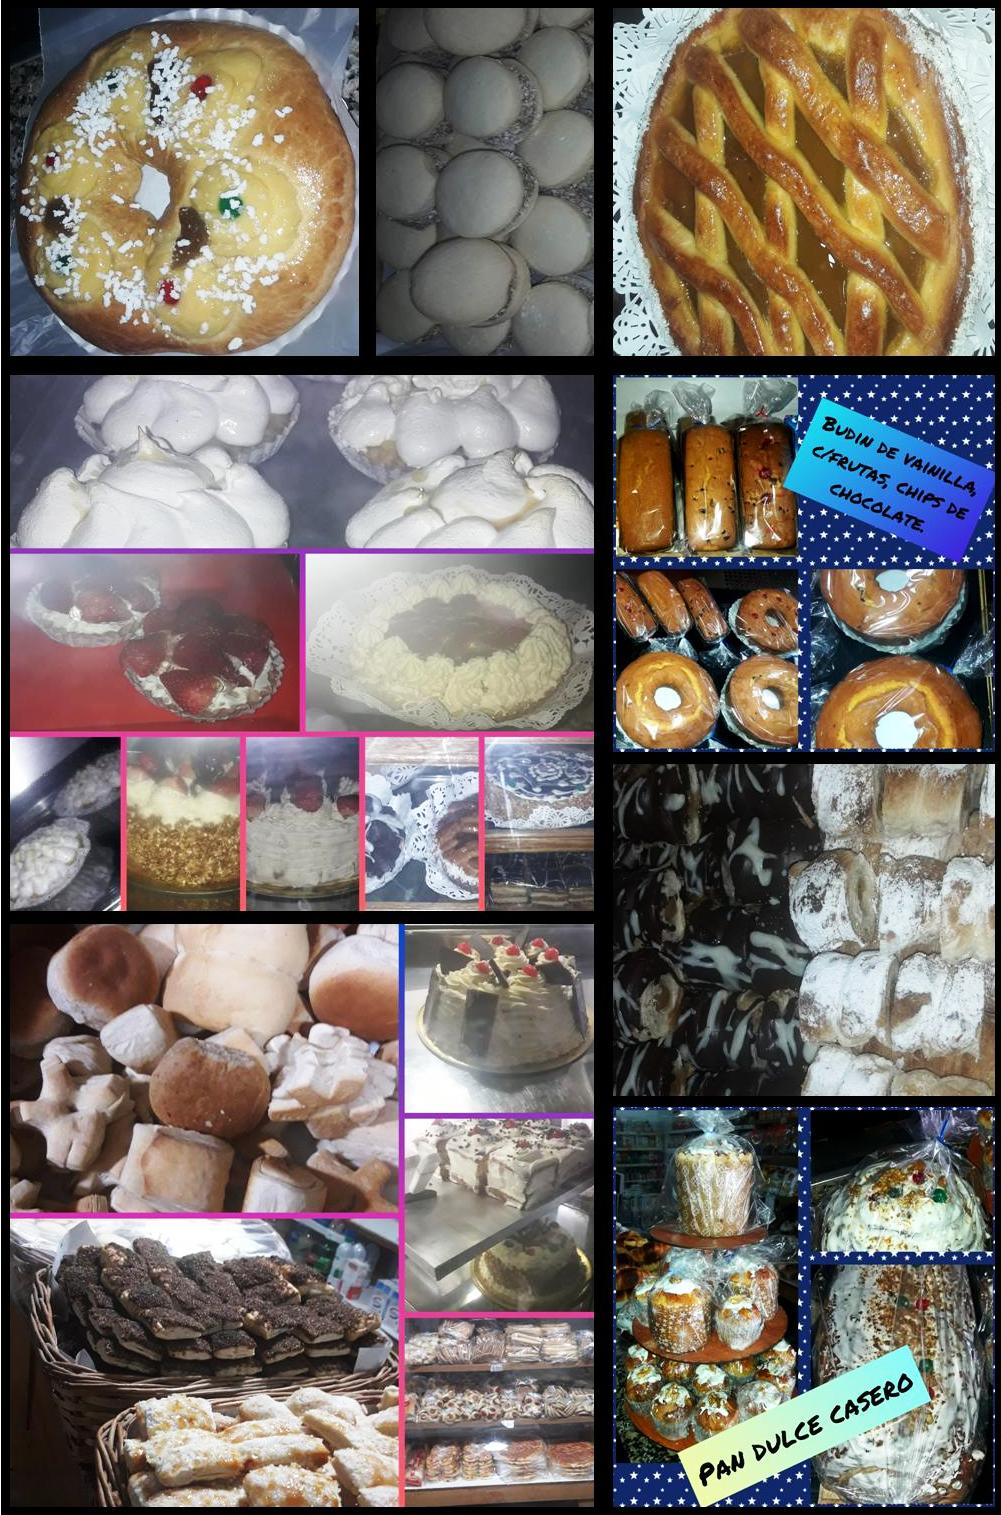 BUDIN DE VAINILLA,
C/FRUTAS, CHIPS DE
CHOCOLATE.
PAN DULCE CASERO